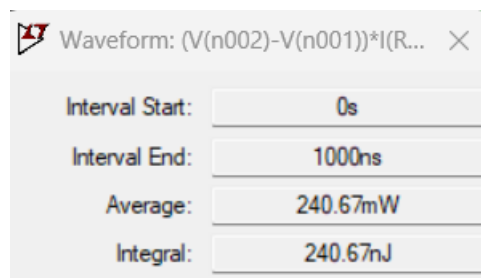 Waveform: (V(n002)-V(n001))*I(R...
Interval Start: 0s
Interval End: 1000ns
Average: 240.67mW
Integral: 240.67nJ